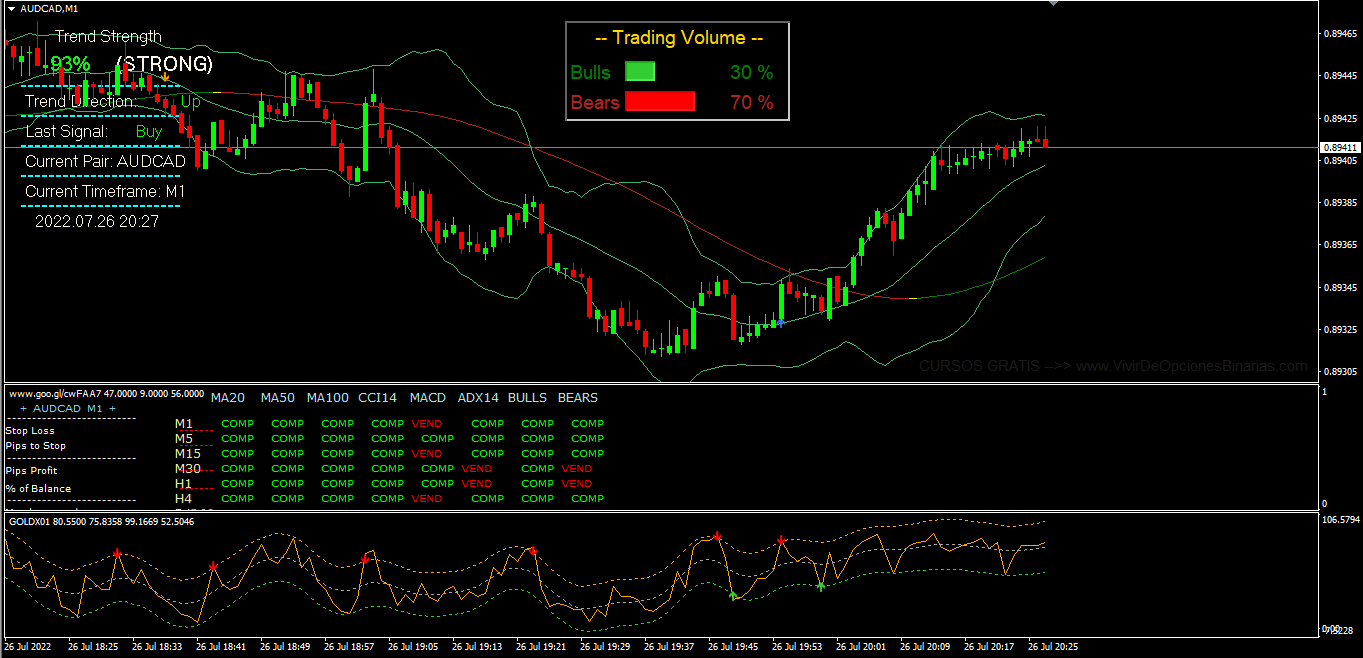 AUDCAD,M1
Trend Strength
93% (STRONG)
Trend Direction: Up
Last Signal: Buy
Current Pair: AUDCAD
Current Timeframe: M1
2022.07.26 20:27
-- Trading Volume --
Bulls 30 %
Bears 70 %
0.89465
0.89445
0.89425
0.89411
0.89405
0.89385
0.89365
0.89345
0.89325
0.89305
CURSOS GRATIS -->> www.VivirDeOpcionesBinarias.com
www.goo.gl/cwFAA7 47.0000 9.0000 56.0000
+ AUDCAD M1 +
Stop Loss
Pips to Stop
Pips Profit
% of Balance
MA20 MA50 MA100 CCI14 MACD ADX14 BULLS BEARS
M1 COMP COMP COMP COMP VEND COMP COMP COMP
M5 COMP COMP COMP COMP COMP COMP COMP COMP
M15 COMP COMP COMP COMP VEND COMP COMP COMP
M30 COMP COMP COMP COMP COMP VEND COMP VEND
H1 COMP COMP COMP COMP COMP VEND COMP VEND
H4 COMP COMP COMP COMP VEND COMP COMP COMP
1
0
GOLDX01 80.5500 75.8358 99.1669 52.5046
106.5794
26 Jul 2022 26 Jul 18:25 26 Jul 18:33 26 Jul 18:41 26 Jul 18:49 26 Jul 18:57 26 Jul 19:05 26 Jul 19:13 26 Jul 19:21 26 Jul 19:29 26 Jul 19:37 26 Jul 19:45 26 Jul 19:53 26 Jul 20:01 26 Jul 20:09 26 Jul 20:17 26 Jul 20:25